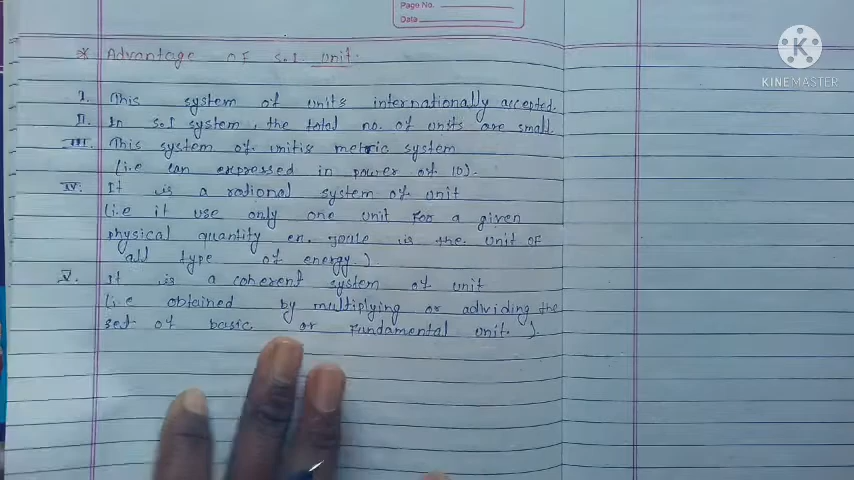 Page No.
Date
KINEMASTER
* Advantage of S.I unit.
I. This system of units internationally accepted.
II. In S.I system, the total no. of units are small.
III. This system of unitis metric system
(i.e can expressed in power of 10).
IV. It is a rational system of unit
(i.e it use only one unit for a given
physical quantity en. joule is the unit of
all type of energy.)
V. It is a coherent system of unit
(i.e obtained by multiplying or adividing the
set of basic or fundamental unit.)